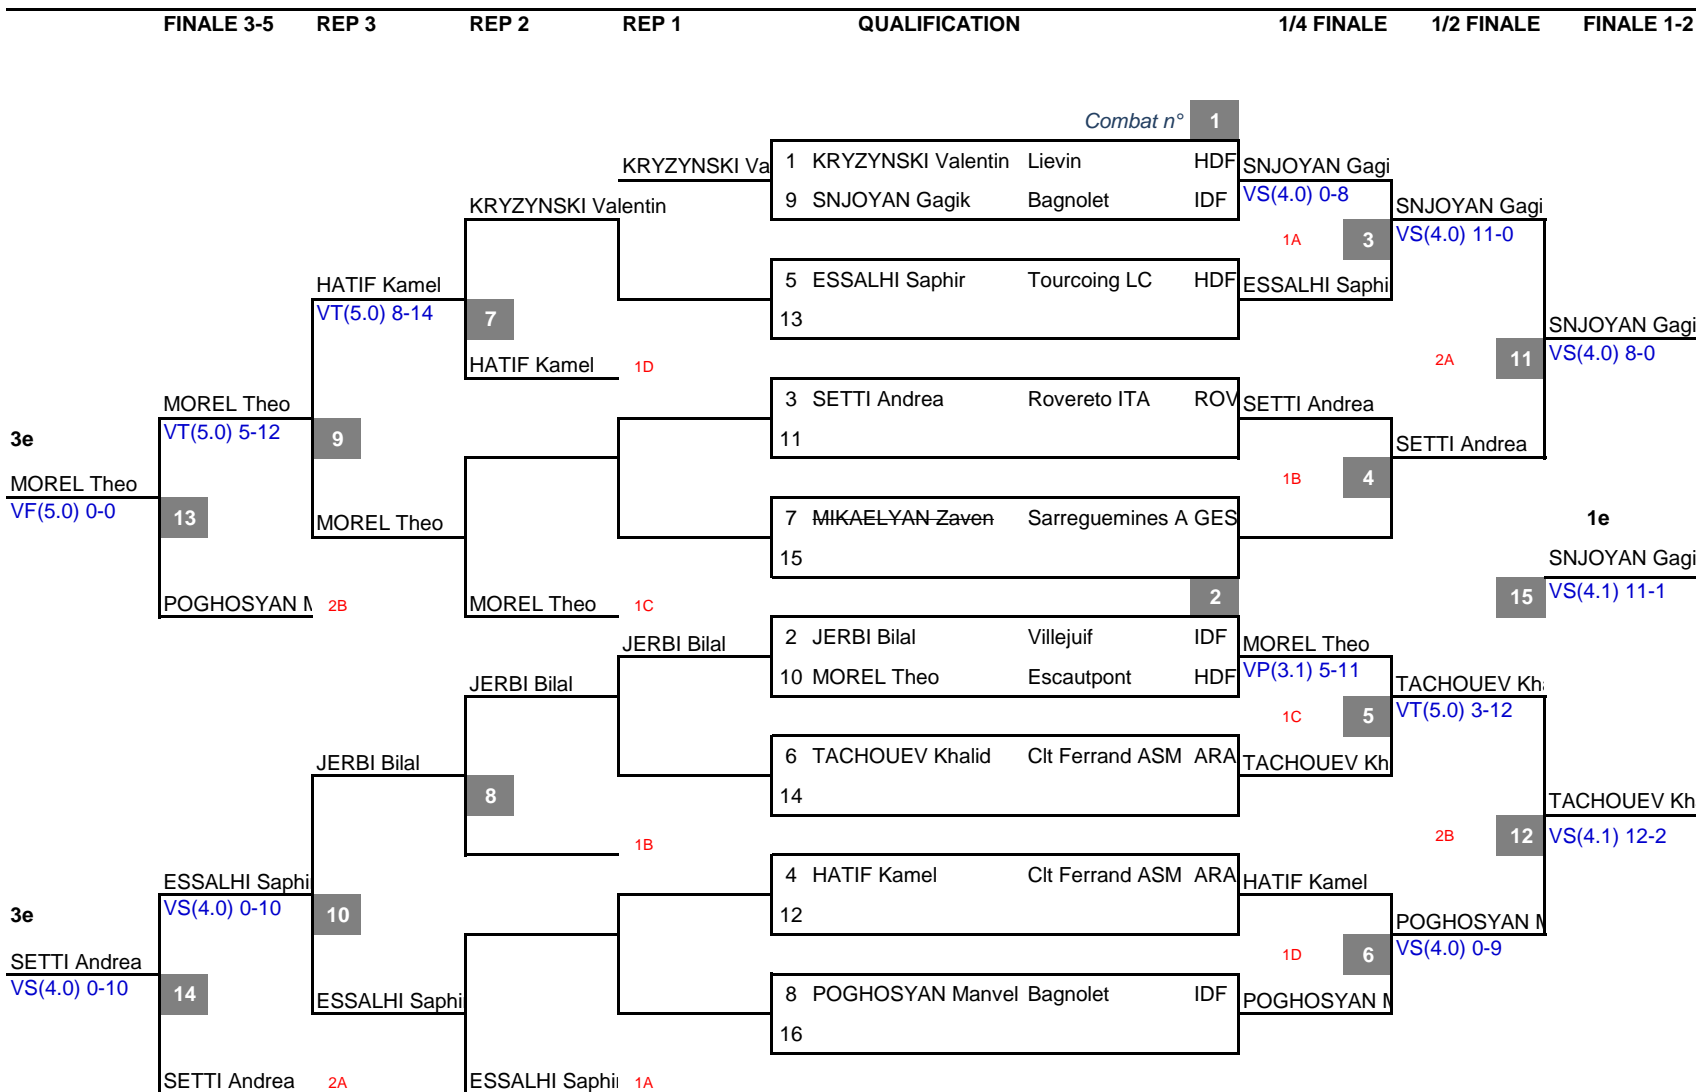 FINALE 3-5 REP 3 REP 2 REP 1 QUALIFICATION 1/4 FINALE 1/2 FINALE FINALE 1-2
Combat n° 1
KRYZYNSKI Va 1 KRYZYNSKI Valentin Lievin HDF SNJOYAN Gagi
VS(4.0) 0-8
KRYZYNSKI Valentin 9 SNJOYAN Gagik Bagnolet IDF SNJOYAN Gagi
1A 3 VS(4.0) 11-0
HATIF Kamel 5 ESSALHI Saphir Tourcoing LC HDF ESSALHI Saphi
VT(5.0) 8-14 7 13 SNJOYAN Gagi
HATIF Kamel 1D 2A 11 VS(4.0) 8-0
MOREL Theo 3 SETTI Andrea Rovereto ITA ROV SETTI Andrea
3e VT(5.0) 5-12 9 11 SETTI Andrea
MOREL Theo 1B 4
VF(5.0) 0-0 13 MOREL Theo 7 MIKAELYAN Zaven Sarreguemines A GES 1e
15 SNJOYAN Gagi
POGHOSYAN M 2B MOREL Theo 1C 2 15 VS(4.1) 11-1
JERBI Bilal 2 JERBI Bilal Villejuif IDF MOREL Theo
JERBI Bilal 10 MOREL Theo Escautpont HDF VP(3.1) 5-11 TACHOUEV Kha
1C 5 VT(5.0) 3-12
JERBI Bilal 6 TACHOUEV Khalid Clt Ferrand ASM ARA TACHOUEV Kh
8 14 TACHOUEV Kh
1B 2B 12 VS(4.1) 12-2
ESSALHI Saphi 4 HATIF Kamel Clt Ferrand ASM ARA HATIF Kamel
3e VS(4.0) 0-10 10 12 POGHOSYAN M
SETTI Andrea 1D 6 VS(4.0) 0-9
VS(4.0) 0-10 14 ESSALHI Saphi 8 POGHOSYAN Manvel Bagnolet IDF POGHOSYAN M
16
SETTI Andrea 2A ESSALHI Saphi 1A